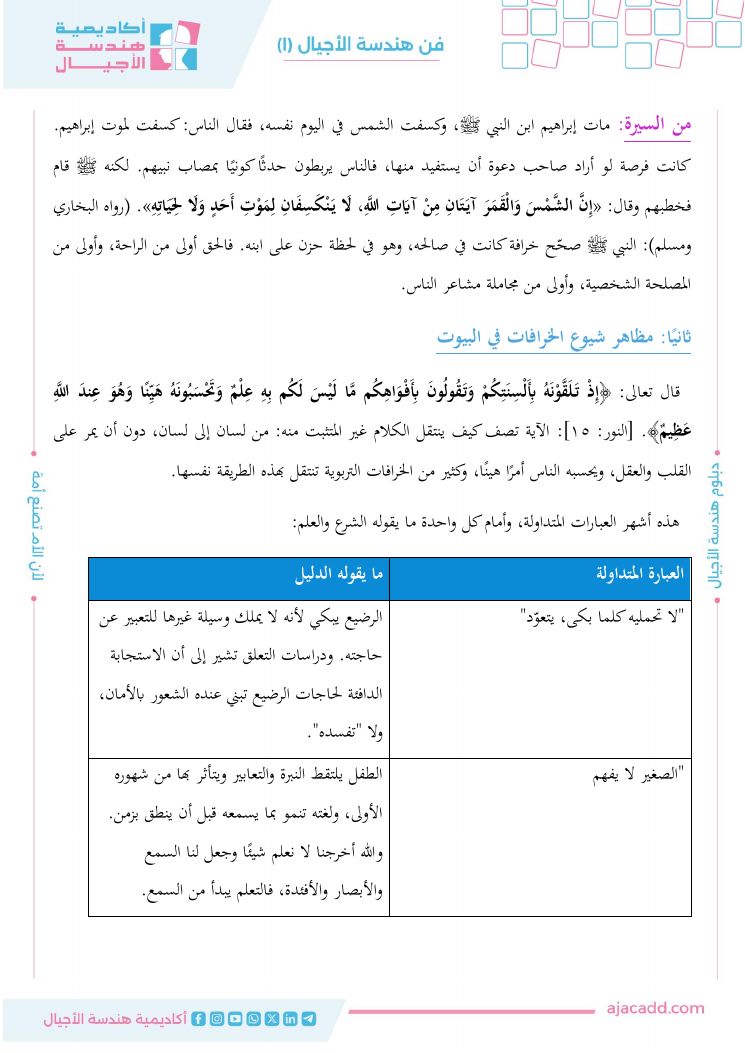 فن هندسة الأجيال (١)
أكاديمية
هندسة
الأجيال
من السيرة: مات إبراهيم ابن النبي ﷺ، وكسفت الشمس في اليوم نفسه، فقال الناس: كسفت لموت إبراهيم.
كانت فرصة لو أراد صاحب دعوة أن يستفيد منها، فالناس يربطون حدثًا كونيًا بمصاب نبيهم. لكنه ﷺ قام
فخطبهم وقال: «إِنَّ الشَّمْسَ وَالْقَمَرَ آيَتَانِ مِنْ آيَاتِ اللَّهِ، لَا يَنْكَسِفَانِ لِمَوْتِ أَحَدٍ وَلَا لِحَيَاتِهِ». (رواه البخاري
ومسلم): النبي ﷺ صحّح خرافة كانت في صالحه، وهو في لحظة حزن على ابنه. فالحق أولى من الراحة، وأولى من
المصلحة الشخصية، وأولى من مجاملة مشاعر الناس.
ثانيًا: مظاهر شيوع الخرافات في البيوت
قال تعالى: ﴿إِذْ تَلَقَّوْنَهُ بِأَلْسِنَتِكُمْ وَتَقُولُونَ بِأَفْوَاهِكُم مَّا لَيْسَ لَكُم بِهِ عِلْمٌ وَتَحْسَبُونَهُ هَيِّنًا وَهُوَ عِندَ اللَّهِ
عَظِيمٌ﴾. [النور: ١٥]: الآية تصف كيف ينتقل الكلام غير المتثبت منه: من لسان إلى لسان، دون أن يمر على
القلب والعقل، ويحسبه الناس أمرًا هينًا، وكثير من الخرافات التربوية تنتقل بهذه الطريقة نفسها.
هذه أشهر العبارات المتداولة، وأمام كل واحدة ما يقوله الشرع والعلم:
العبارة المتداولة
ما يقوله الدليل
"لا تحمليه كلما بكى، يتعوّد"
الرضيع يبكي لأنه لا يملك وسيلة غيرها للتعبير عن
حاجته. ودراسات التعلق تشير إلى أن الاستجابة
الدافئة لحاجات الرضيع تبني عنده الشعور بالأمان،
ولا "تفسده".
"الصغير لا يفهم
الطفل يلتقط النبرة والتعابير ويتأثر بها من شهوره
الأولى، ولغته تنمو بما يسمعه قبل أن ينطق بزمن.
والله أخرجنا لا نعلم شيئًا وجعل لنا السمع
والأبصار والأفئدة، فالتعلم يبدأ من السمع.
دبلوم هندسة الأجيال
لأن الأم تصنع أمة
ajacadd.com
أكاديمية هندسة الأجيال